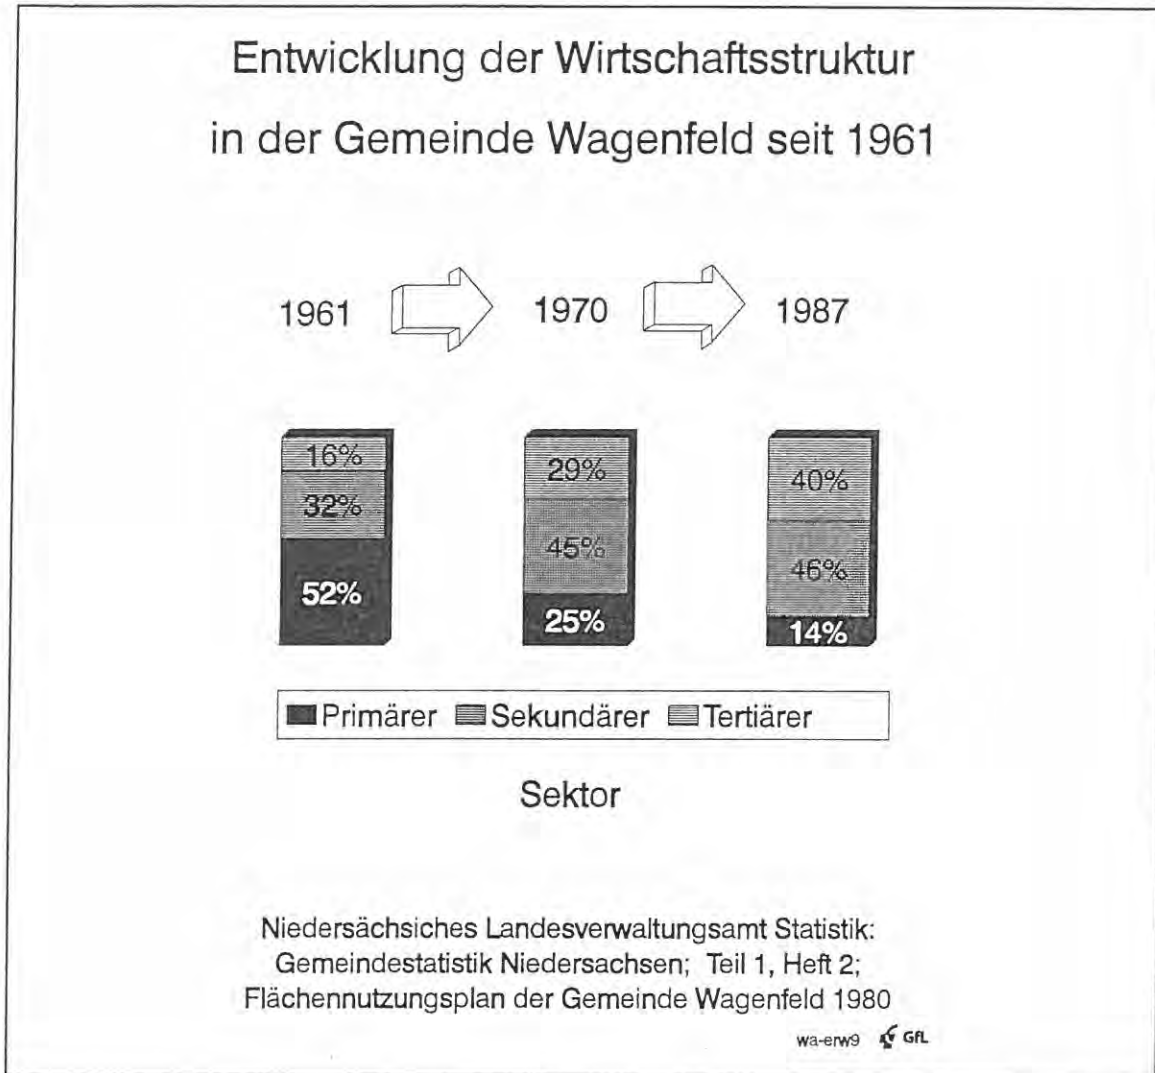 Entwicklung der Wirtschaftsstruktur
in der Gemeinde Wagenfeld seit 1961
1961 1970 1987
16% 29% 40%
32% 45% 46%
52% 25% 14%
Primärer Sekundärer Tertiärer
Sektor
Niedersächsiches Landesverwaltungsamt Statistik:
Gemeindestatistik Niedersachsen; Teil 1, Heft 2;
Flächennutzungsplan der Gemeinde Wagenfeld 1980
wa-erw9 GfL